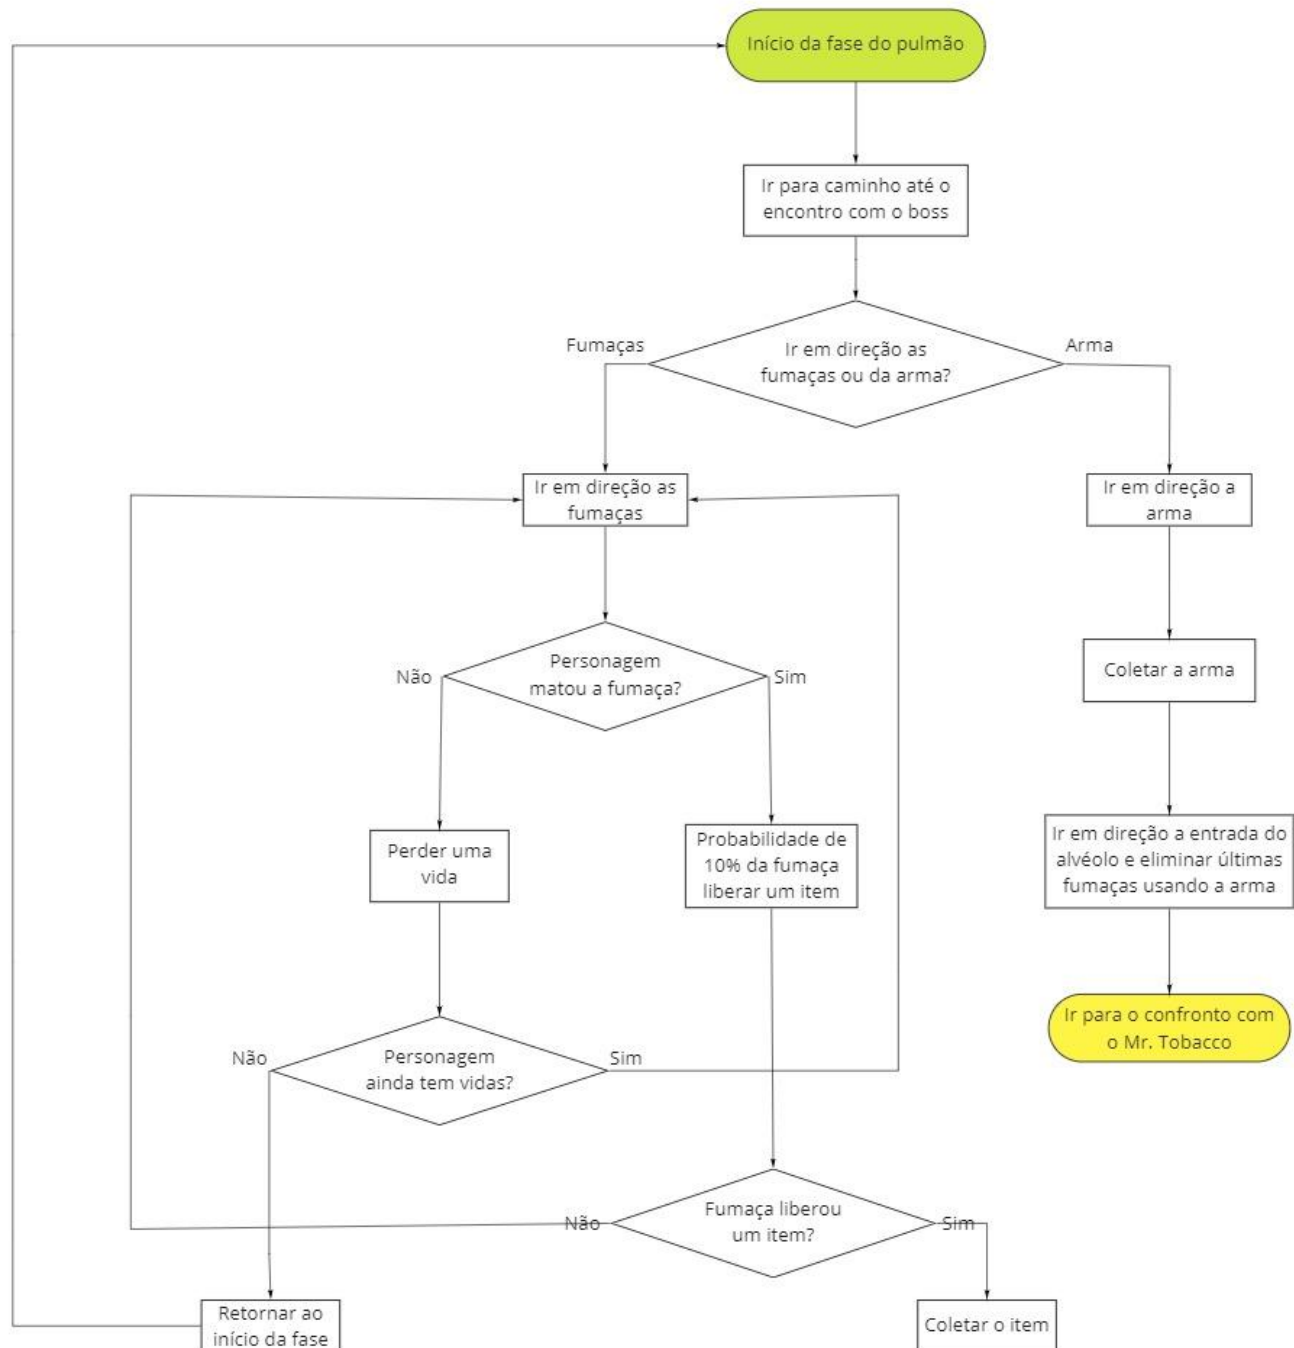 Início da fase do pulmão
Ir para caminho até o
encontro com o boss
Fumaças
Ir em direção as
fumaças ou da arma?
Arma
Ir em direção as
fumaças
Ir em direção a
arma
Não
Personagem
matou a fumaça?
Sim
Coletar a arma
Perder uma
vida
Probabilidade de
10% da fumaça
liberar um item
Ir em direção a entrada do
alvéolo e eliminar últimas
fumaças usando a arma
Ir para o confronto com
o Mr. Tobacco
Não
Personagem
ainda tem vidas?
Sim
Não
Fumaça liberou
um item?
Sim
Retornar ao
início da fase
Coletar o item